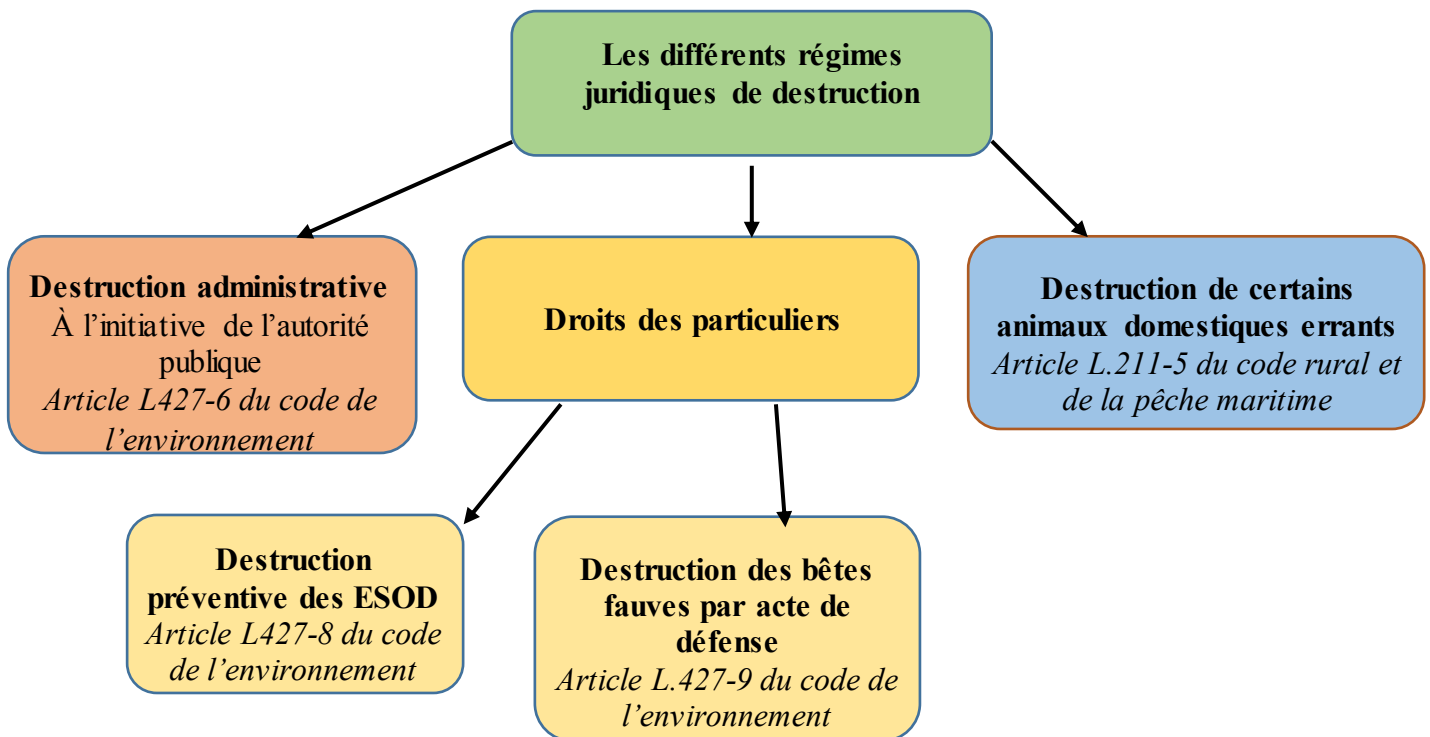 Les différents régimes
juridiques de destruction
Destruction administrative
À l’initiative de l’autorité
publique
Article L427-6 du code de
l’environnement
Droits des particuliers
Destruction de certains
animaux domestiques errants
Article L.211-5 du code rural et
de la pêche maritime
Destruction
préventive des ESOD
Article L427-8 du code
de l’environnement
Destruction des bêtes
fauves par acte de
défense
Article L.427-9 du code de
l’environnement